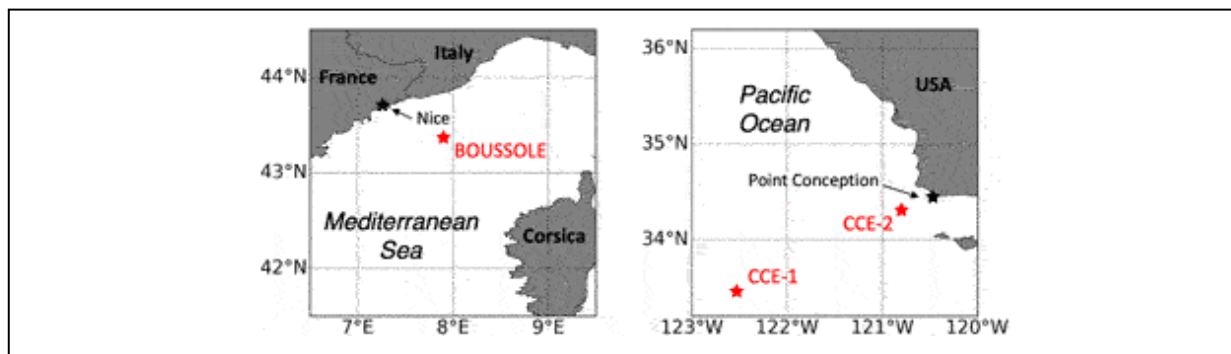 Italy
44°N
France
Nice
BOUSSOLE
43°N
Mediterranean
Sea
Corsica
42°N
7°E 8°E 9°E
36°N
USA
Pacific
Ocean
35°N
Point Conception
CCE-2
34°N
CCE-1
123°W 122°W 121°W 120°W